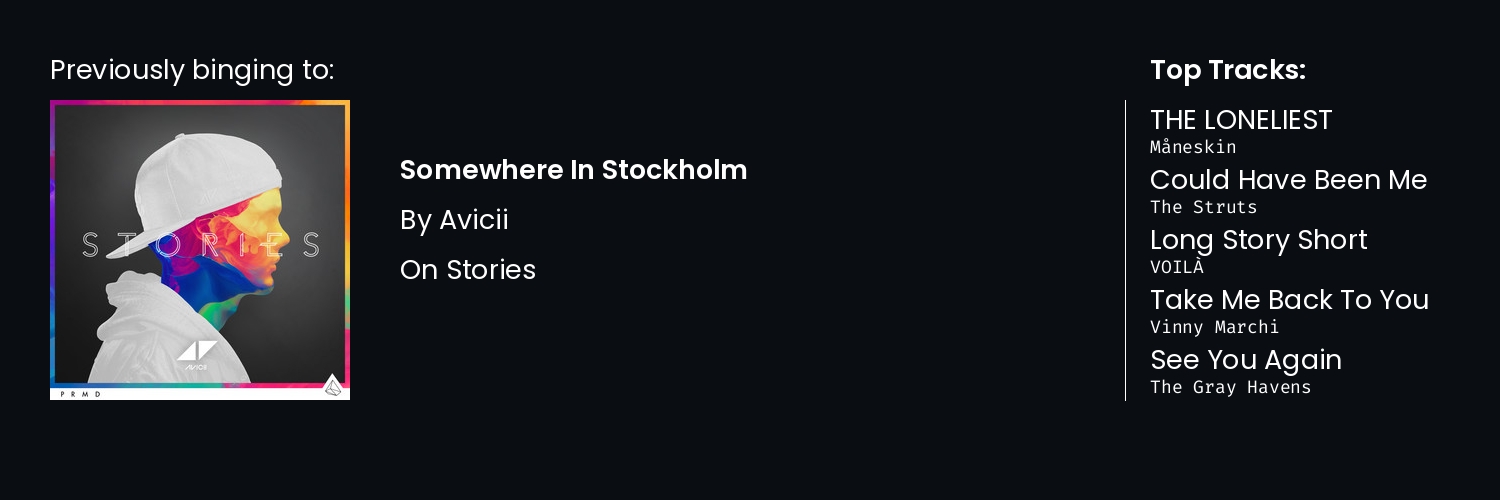 Previously binging to:
STORIES
AVICII
PRMD
Somewhere In Stockholm
By Avicii
On Stories
Top Tracks:
THE LONELIEST
Måneskin
Could Have Been Me
The Struts
Long Story Short
VOILÀ
Take Me Back To You
Vinny Marchi
See You Again
The Gray Havens